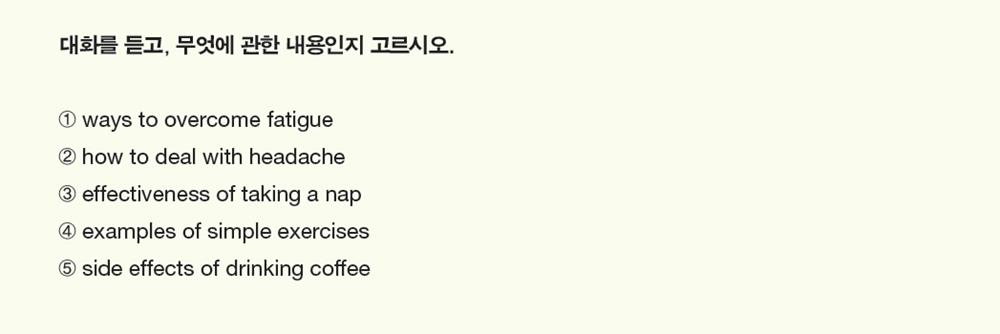 대화를 듣고, 무엇에 관한 내용인지 고르시오.
① ways to overcome fatigue
② how to deal with headache
③ effectiveness of taking a nap
④ examples of simple exercises
⑤ side effects of drinking coffee